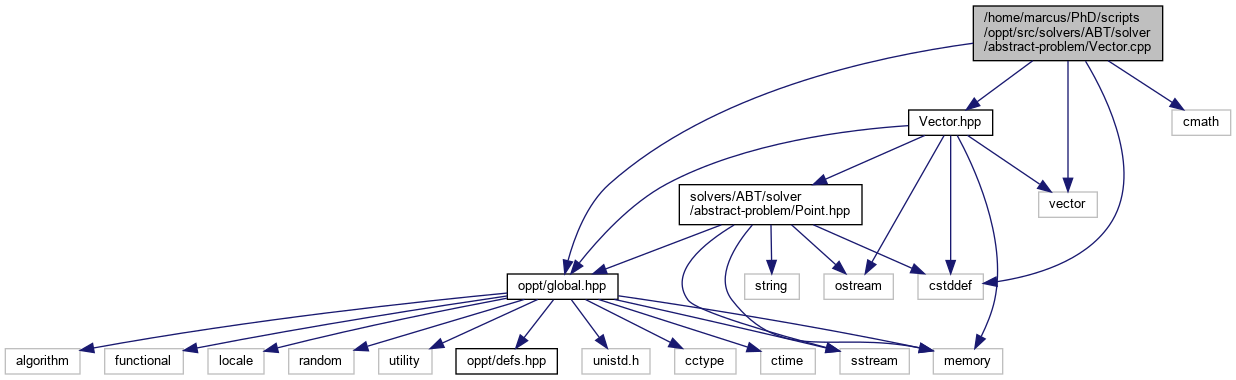 /home/marcus/PhD/scripts
/oppt/src/solvers/ABT/solver
/abstract-problem/Vector.cpp
Vector.hpp
cmath
solvers/ABT/solver
/abstract-problem/Point.hpp
vector
oppt/global.hpp
string
ostream
cstddef
algorithm
functional
locale
random
utility
oppt/defs.hpp
unistd.h
cctype
ctime
sstream
memory